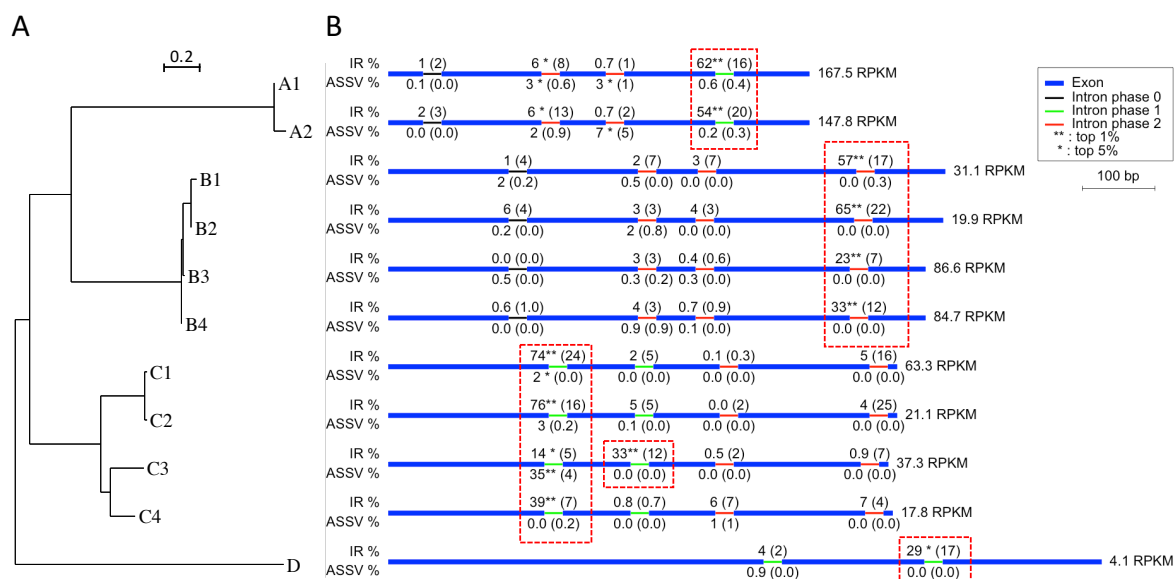 A
B
0.2
A1
A2
B1
B2
B3
B4
C1
C2
C3
C4
D
IR % 1 (2) 6 * (8) 0.7 (1) 62** (16)
ASSV % 0.1 (0.0) 3 * (0.6) 3 * (1) 0.6 (0.4)
167.5 RPKM
IR % 2 (3) 6 * (13) 0.7 (2) 54** (20)
ASSV % 0.0 (0.0) 2 (0.9) 7 * (5) 0.2 (0.3)
147.8 RPKM
IR % 1 (4) 2 (7) 3 (7) 57** (17)
ASSV % 2 (0.2) 0.5 (0.0) 0.0 (0.0) 0.0 (0.3)
31.1 RPKM
IR % 6 (4) 3 (3) 4 (3) 65** (22)
ASSV % 0.2 (0.0) 2 (0.8) 0.0 (0.0) 0.0 (0.0)
19.9 RPKM
IR % 0.0 (0.0) 3 (3) 0.4 (0.6) 23** (7)
ASSV % 0.5 (0.0) 0.3 (0.2) 0.3 (0.0) 0.0 (0.0)
86.6 RPKM
IR % 0.6 (1.0) 4 (3) 0.7 (0.9) 33** (12)
ASSV % 0.0 (0.0) 0.9 (0.9) 0.1 (0.0) 0.0 (0.0)
84.7 RPKM
IR % 74** (24) 2 (5) 0.1 (0.3) 5 (16)
ASSV % 2 * (0.0) 0.0 (0.0) 0.0 (0.0) 0.0 (0.0)
63.3 RPKM
IR % 76** (16) 5 (5) 0.0 (2) 4 (25)
ASSV % 3 (0.2) 0.1 (0.0) 0.0 (0.0) 0.0 (0.0)
21.1 RPKM
IR % 14 * (5) 33** (12) 0.5 (2) 0.9 (7)
ASSV % 35** (4) 0.0 (0.0) 0.0 (0.0) 0.0 (0.0)
37.3 RPKM
IR % 39** (7) 0.8 (0.7) 6 (7) 7 (4)
ASSV % 0.0 (0.2) 0.0 (0.0) 1 (1) 0.0 (0.0)
17.8 RPKM
IR % 4 (2) 29 * (17)
ASSV % 0.9 (0.0) 0.0 (0.0)
4.1 RPKM
Exon
Intron phase 0
Intron phase 1
Intron phase 2
** : top 1%
* : top 5%
100 bp